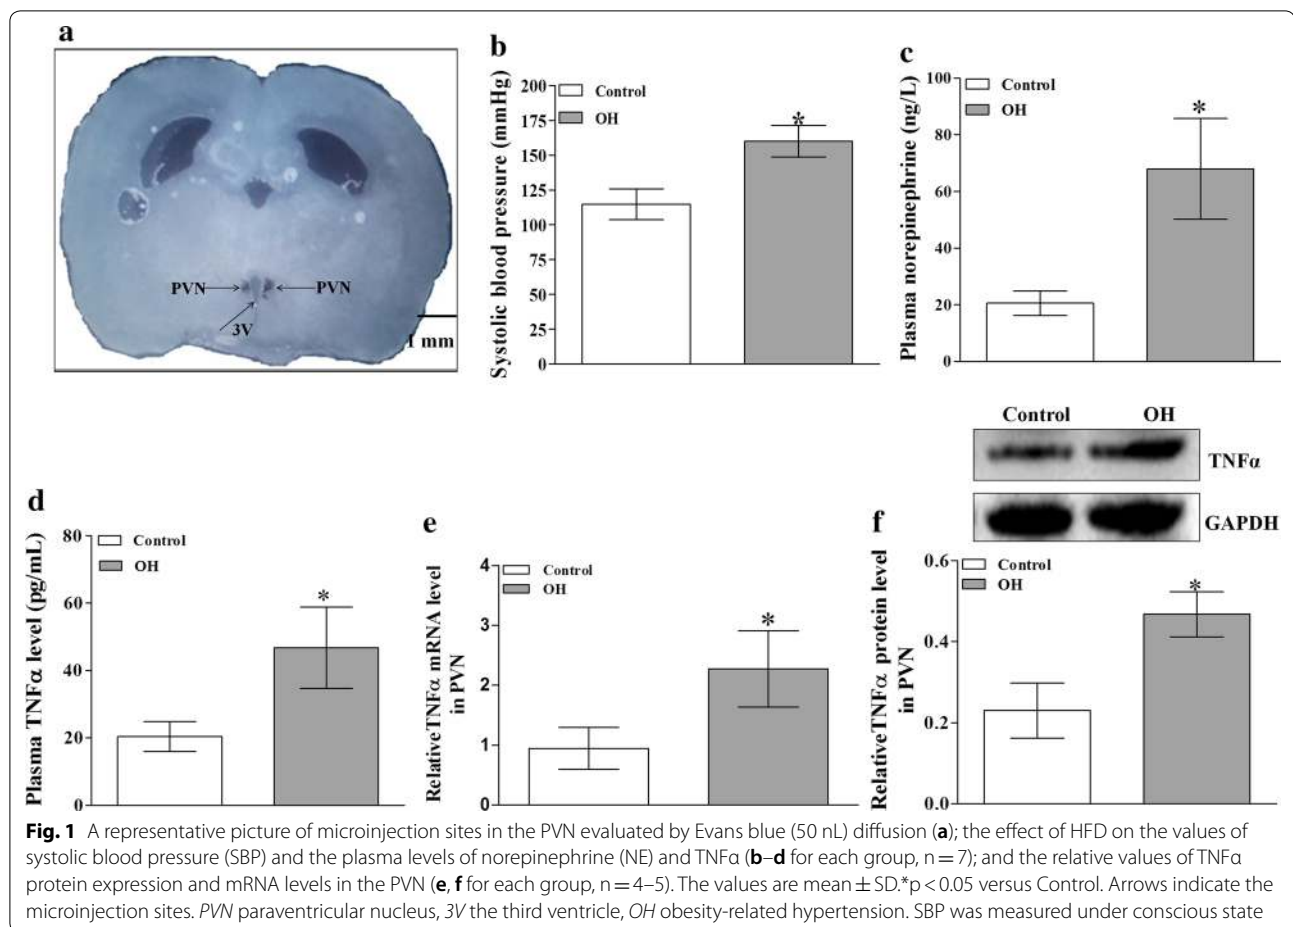 a
PVN
PVN
3V
1 mm
b
Systolic blood pressure (mmHg)
200
175
150
125
100
75
50
25
0
Control
OH
*
c
Plasma norepinephrine (ng/L)
100
80
60
40
20
0
Control
OH
*
d
Plasma TNFα level (pg/mL)
80
60
40
20
0
Control
OH
*
e
Relative TNFα mRNA level
in PVN
4
3
2
1
0
Control
OH
*
f
Control OH
TNFα
GAPDH
Relative TNFα protein level
in PVN
0.6
0.4
0.2
0.0
Control
OH
*
Fig. 1 A representative picture of microinjection sites in the PVN evaluated by Evans blue (50 nL) diffusion (a); the effect of HFD on the values of
systolic blood pressure (SBP) and the plasma levels of norepinephrine (NE) and TNFα (b–d for each group, n = 7); and the relative values of TNFα
protein expression and mRNA levels in the PVN (e, f for each group, n = 4–5). The values are mean ± SD.*p < 0.05 versus Control. Arrows indicate the
microinjection sites. PVN paraventricular nucleus, 3V the third ventricle, OH obesity-related hypertension. SBP was measured under conscious state